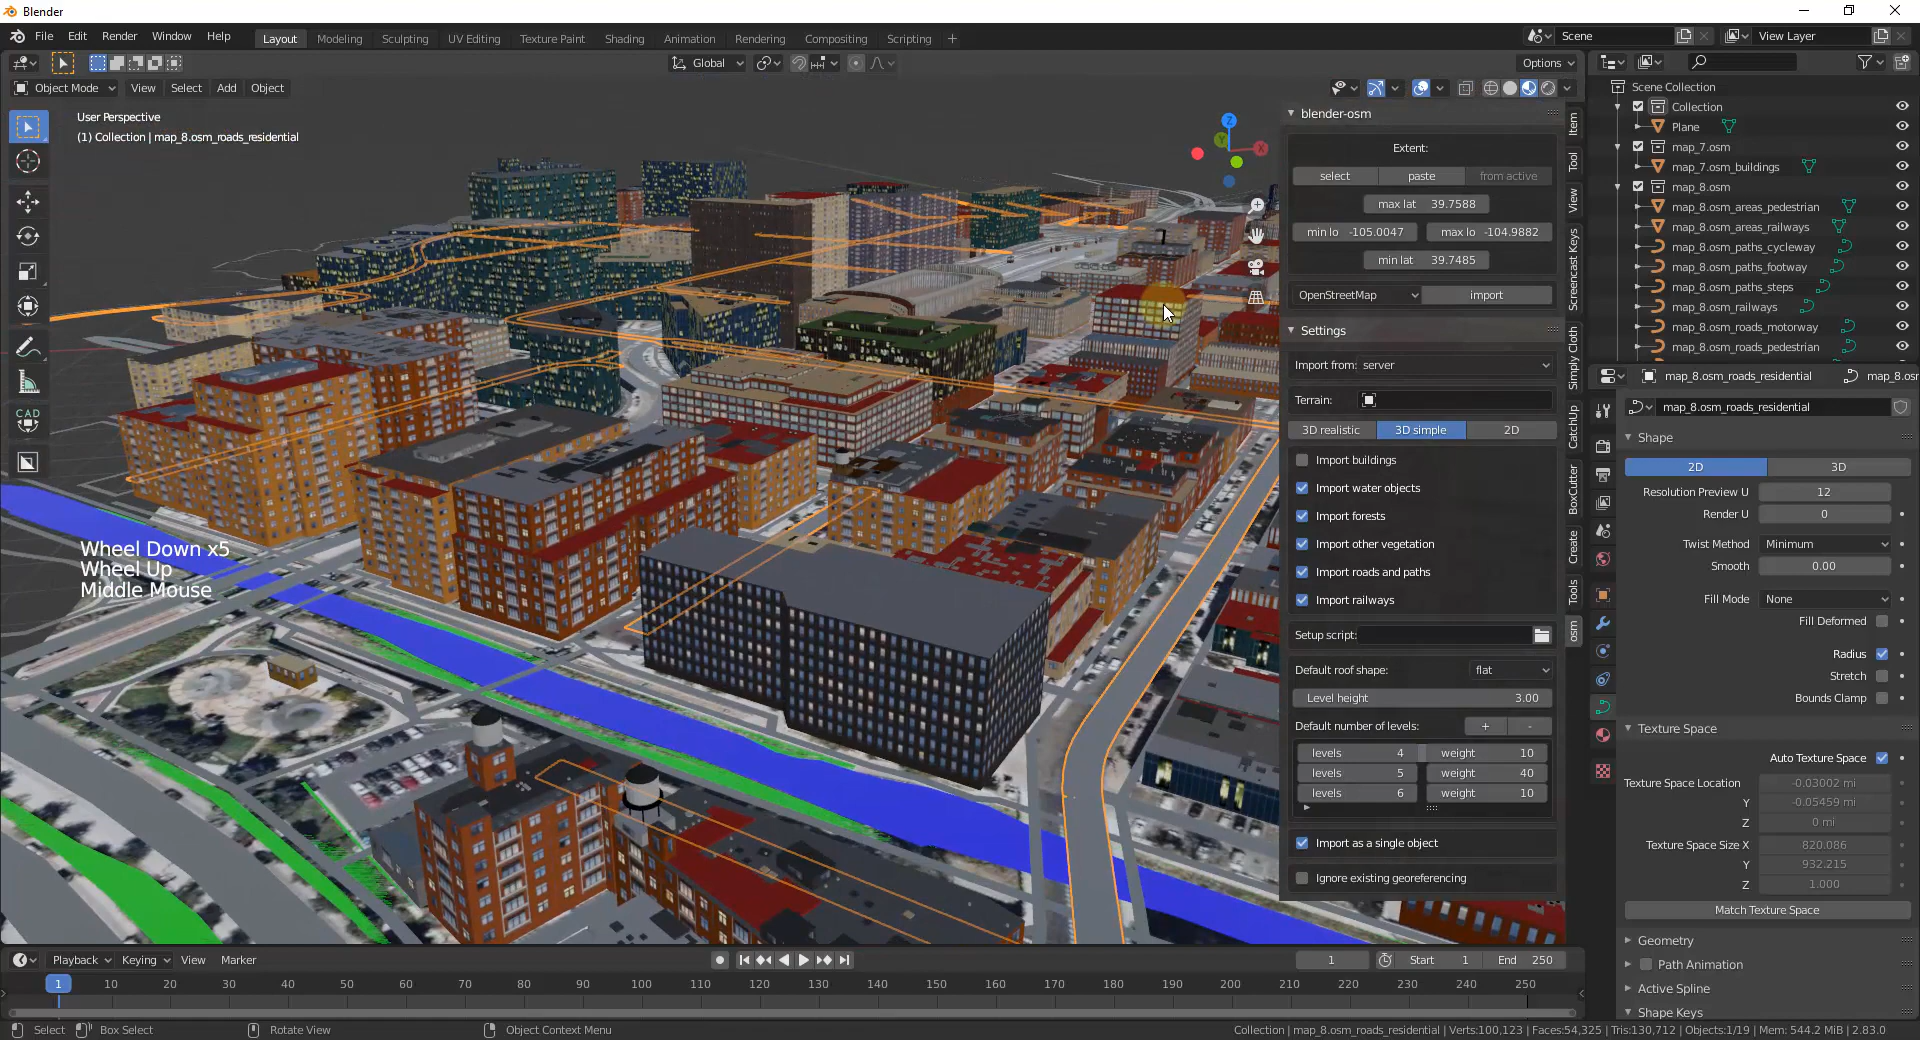 Blender
File Edit Render Window Help
Layout Modeling Sculpting UV Editing Texture Paint Shading Animation Rendering Compositing Scripting +
Scene
View Layer
Global
Options
Object Mode View Select Add Object
User Perspective
(1) Collection | map_8.osm_roads_residential
Wheel Down x5
Wheel Up
Middle Mouse
CAD
Z
Y
X
blender-osm
Extent:
select paste from active
max lat 39.7588
min lo -105.0047 max lo -104.9882
min lat 39.7485
OpenStreetMap import
Settings
Import from: server
Terrain:
3D realistic 3D simple 2D
Import buildings
Import water objects
Import forests
Import other vegetation
Import roads and paths
Import railways
Setup script:
Default roof shape: flat
Level height 3.00
Default number of levels: + -
levels 4 weight 10
levels 5 weight 40
levels 6 weight 10
Import as a single object
Ignore existing georeferencing
Item
Tool
View
Screencast Keys
Simply Cloth
CatchUp
BoxCutter
Create
Tools
osm
Scene Collection
Collection
Plane
map_7.osm
map_7.osm_buildings
map_8.osm
map_8.osm_areas_pedestrian
map_8.osm_areas_railways
map_8.osm_paths_cycleway
map_8.osm_paths_footway
map_8.osm_paths_steps
map_8.osm_railways
map_8.osm_roads_motorway
map_8.osm_roads_pedestrian
map_8.osm_roads_residential map_8.osr
map_8.osm_roads_residential
Shape
2D 3D
Resolution Preview U 12
Render U 0
Twist Method Minimum
Smooth 0.00
Fill Mode None
Fill Deformed
Radius
Stretch
Bounds Clamp
Texture Space
Auto Texture Space
Texture Space Location -0.03002 mi
Y -0.05459 mi
Z 0 mi
Texture Space Size X 820.086
Y 932.215
Z 1.000
Match Texture Space
Geometry
Path Animation
Active Spline
Shape Keys
Playback Keying View Marker
1 Start 1 End 250
1 10 20 30 40 50 60 70 80 90 100 110 120 130 140 150 160 170 180 190 200 210 220 230 240 250
Select Box Select Rotate View Object Context Menu
Collection | map_8.osm_roads_residential | Verts:100,123 | Faces:54,325 | Tris:130,712 | Objects:1/19 | Mem: 544.2 MiB | 2.83.0